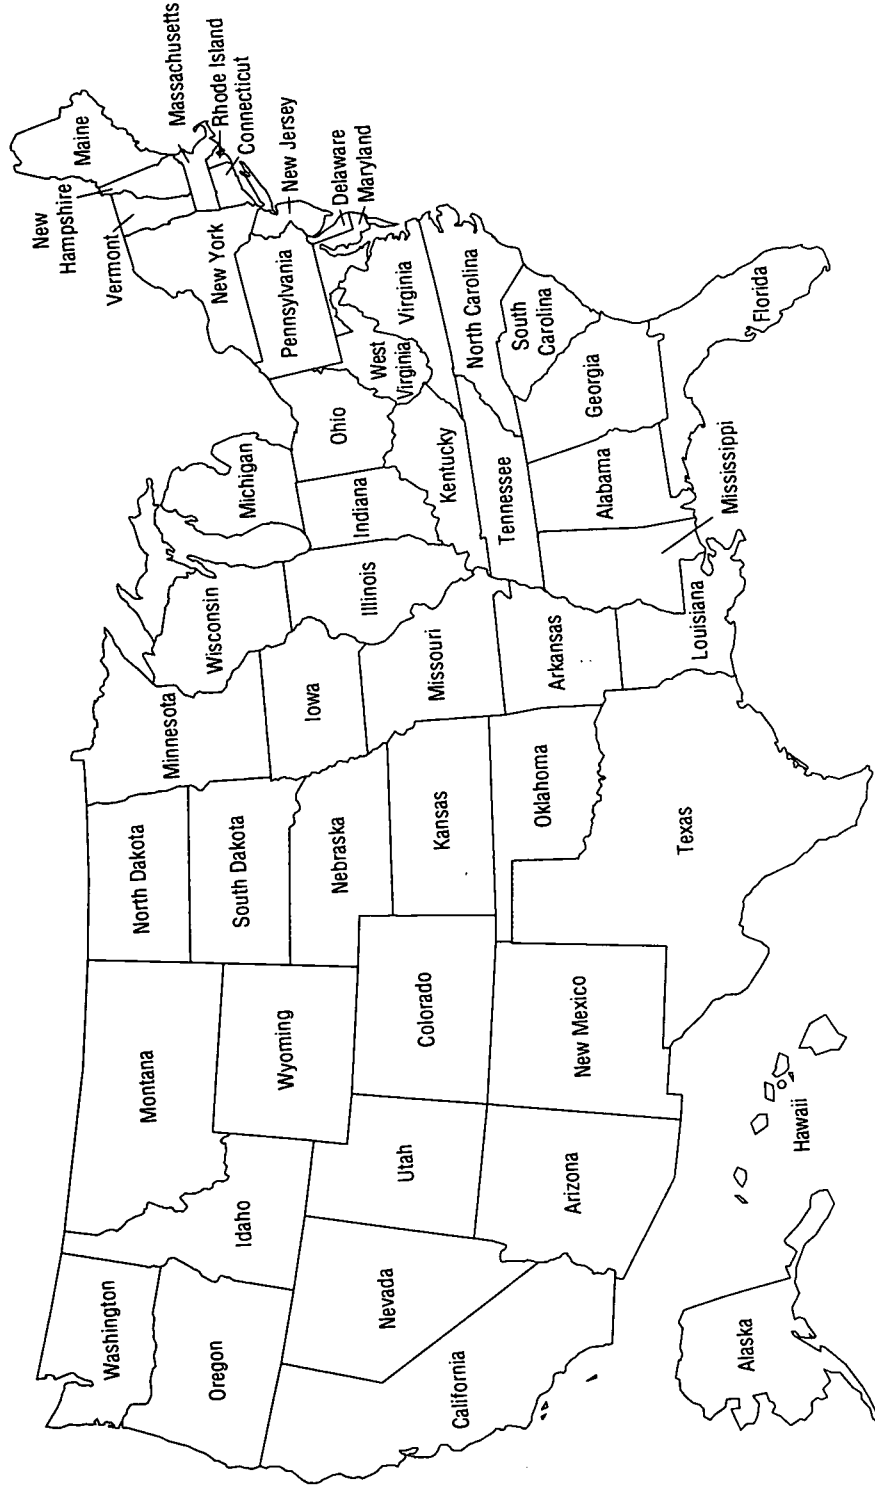 Washington
Oregon
California
Nevada
Idaho
Montana
Wyoming
Utah
Arizona
Colorado
New Mexico
North Dakota
South Dakota
Nebraska
Kansas
Oklahoma
Texas
Minnesota
Iowa
Missouri
Arkansas
Louisiana
Wisconsin
Illinois
Michigan
Indiana
Ohio
Kentucky
Tennessee
Mississippi
Alabama
Georgia
Florida
South
Carolina
North Carolina
Virginia
West
Virginia
Pennsylvania
New York
Vermont
New
Hampshire
Maine
Massachusetts
Rhode Island
Connecticut
New Jersey
Delaware
Maryland
Alaska
Hawaii